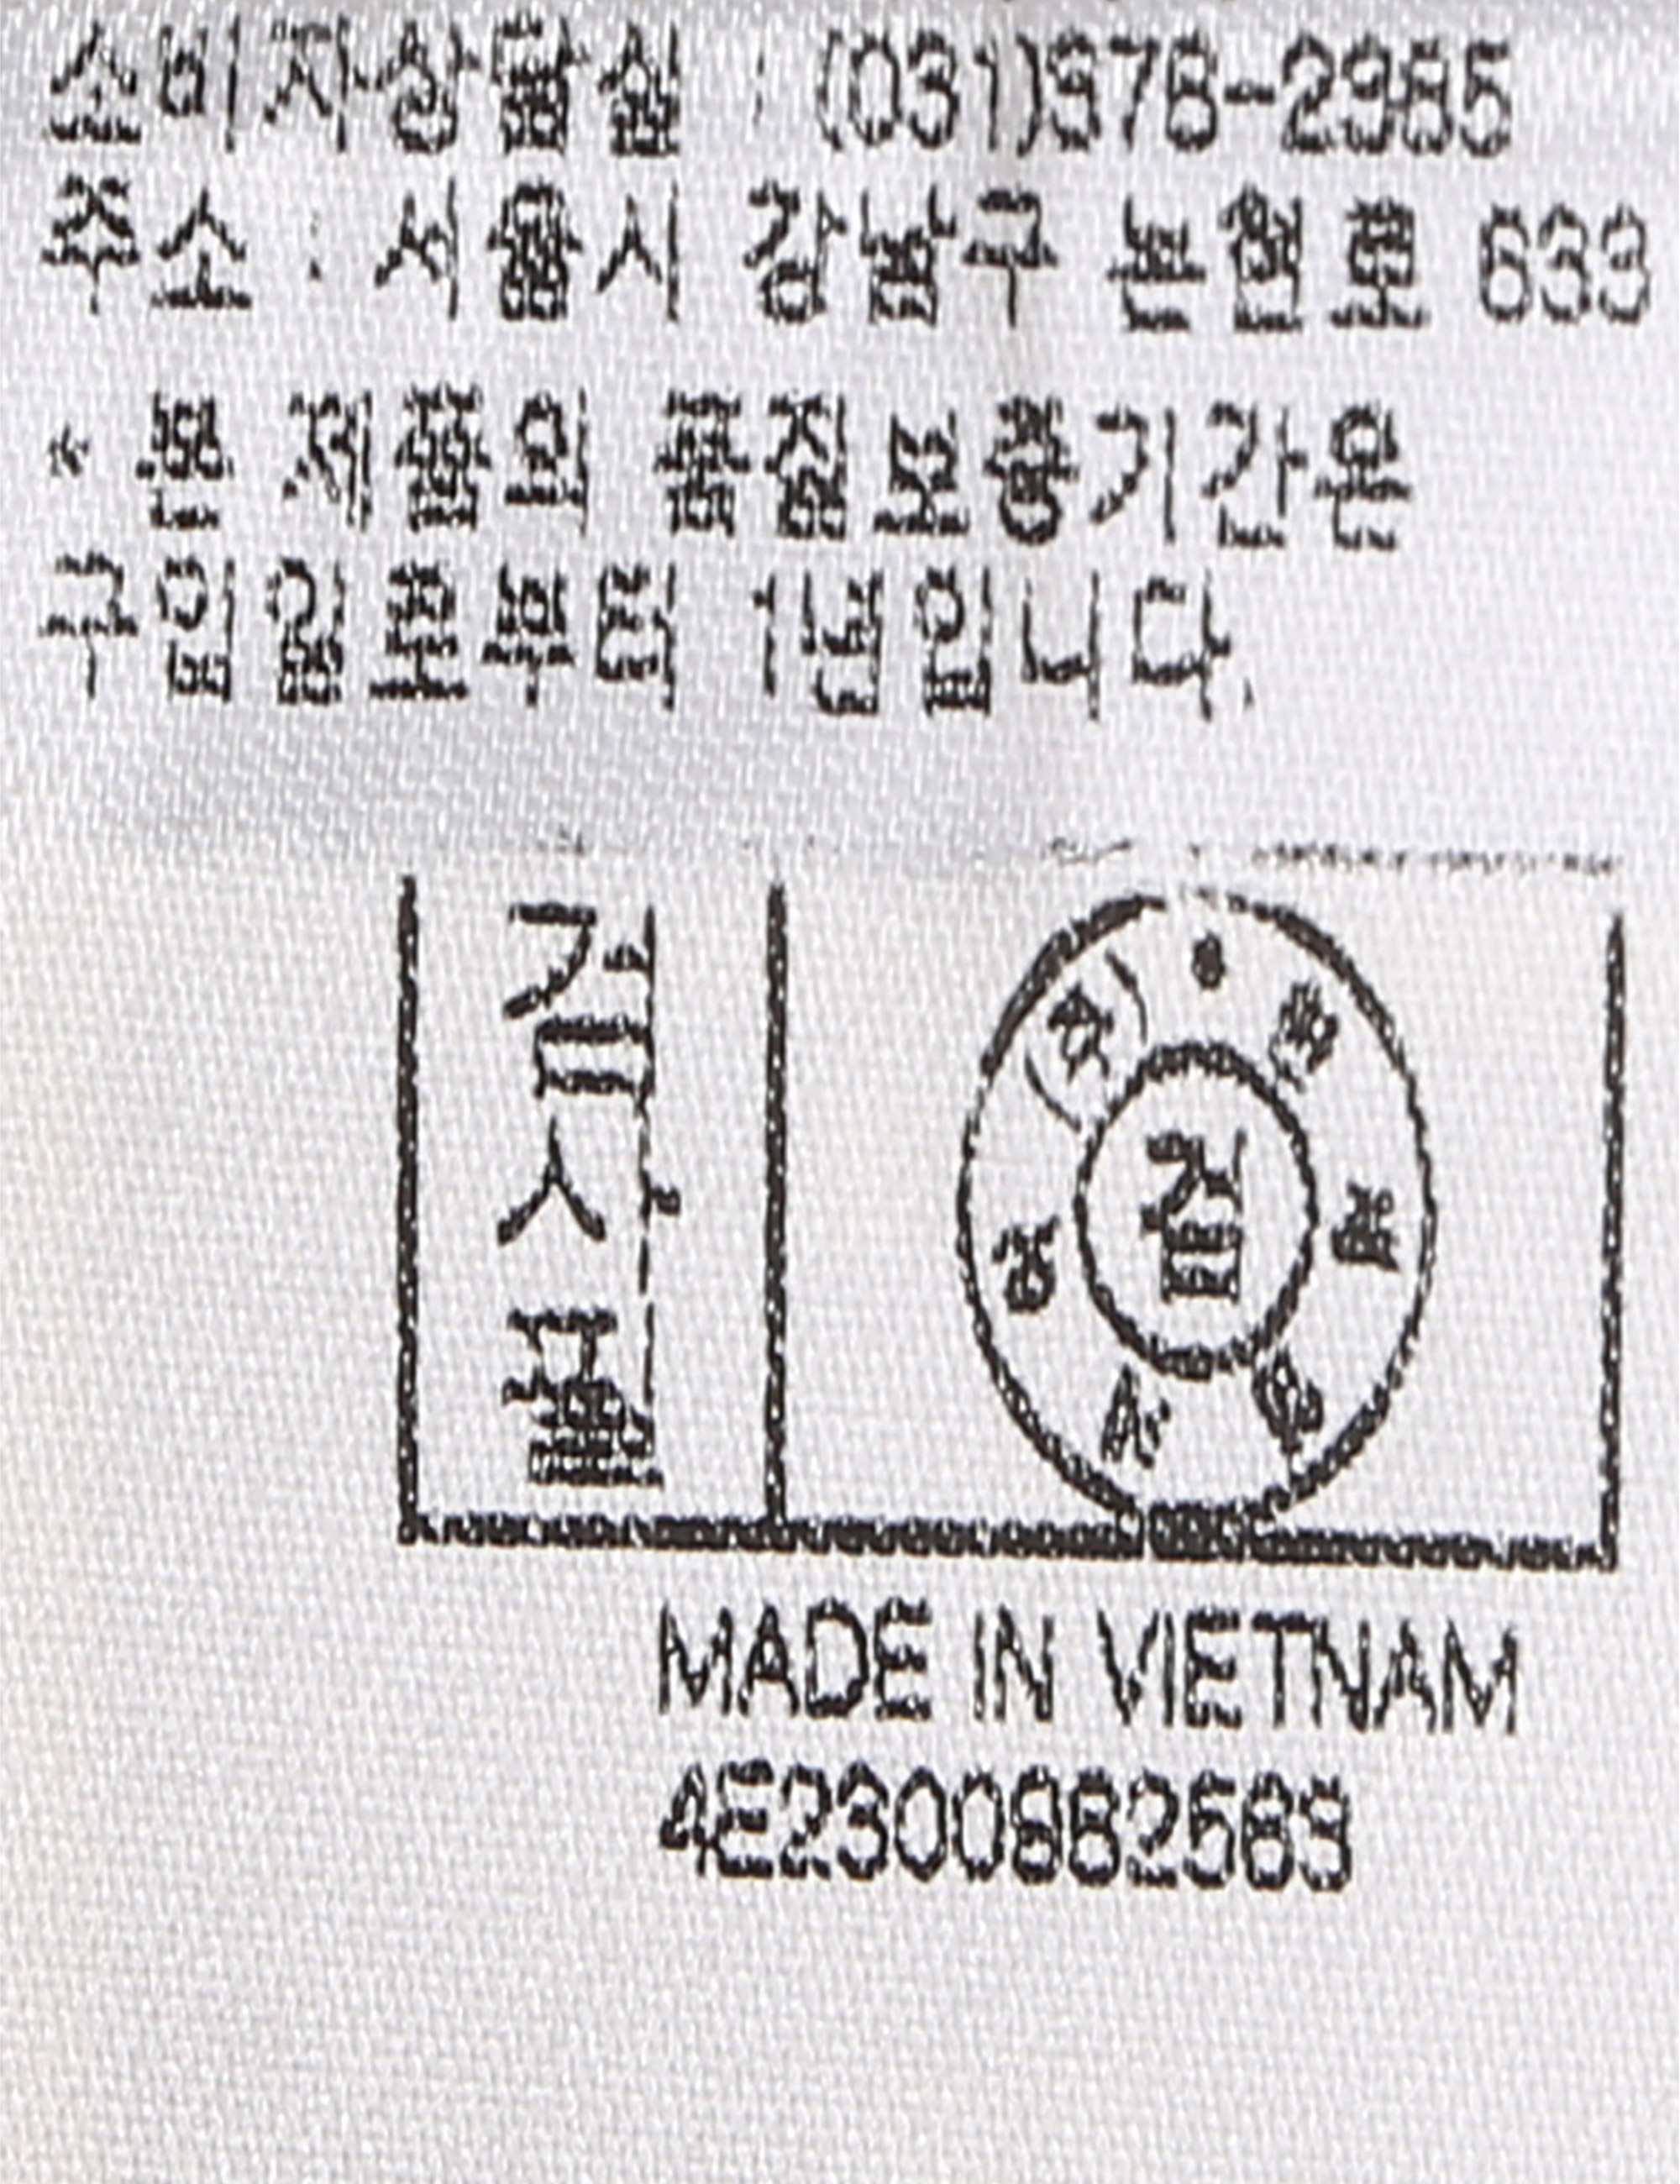 소비자상담실 : (031)378-2985
주소 : 서울시 강남구 논현로 633
* 본 제품의 품질보증기간은
구입일로부터 1년입니다.
검사필
검
MADE IN VIETNAM